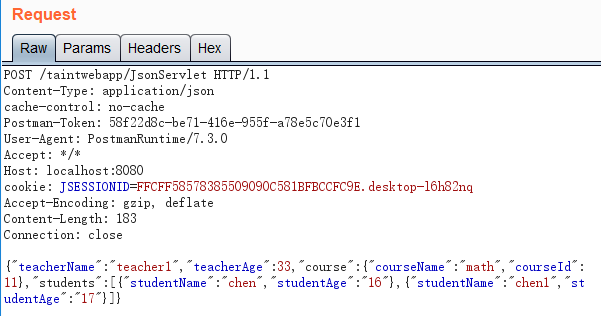 Request
Raw Params Headers Hex
POST /taintwebapp/JsonServlet HTTP/1.1
Content-Type: application/json
cache-control: no-cache
Postman-Token: 58f22d8c-be71-416e-955f-a78e5c70e3f1
User-Agent: PostmanRuntime/7.3.0
Accept: */*
Host: localhost:8080
cookie: JSESSIONID=FFCFF58578385509090C581BFBCCFC9E.desktop-l6h82nq
Accept-Encoding: gzip, deflate
Content-Length: 183
Connection: close
{"teacherName":"teacher1","teacherAge":33,"course":{"courseName":"math","courseId":
11},"students":[{"studentName":"chen","studentAge":"16"},{"studentName":"chen1","st
udentAge":"17"}]}